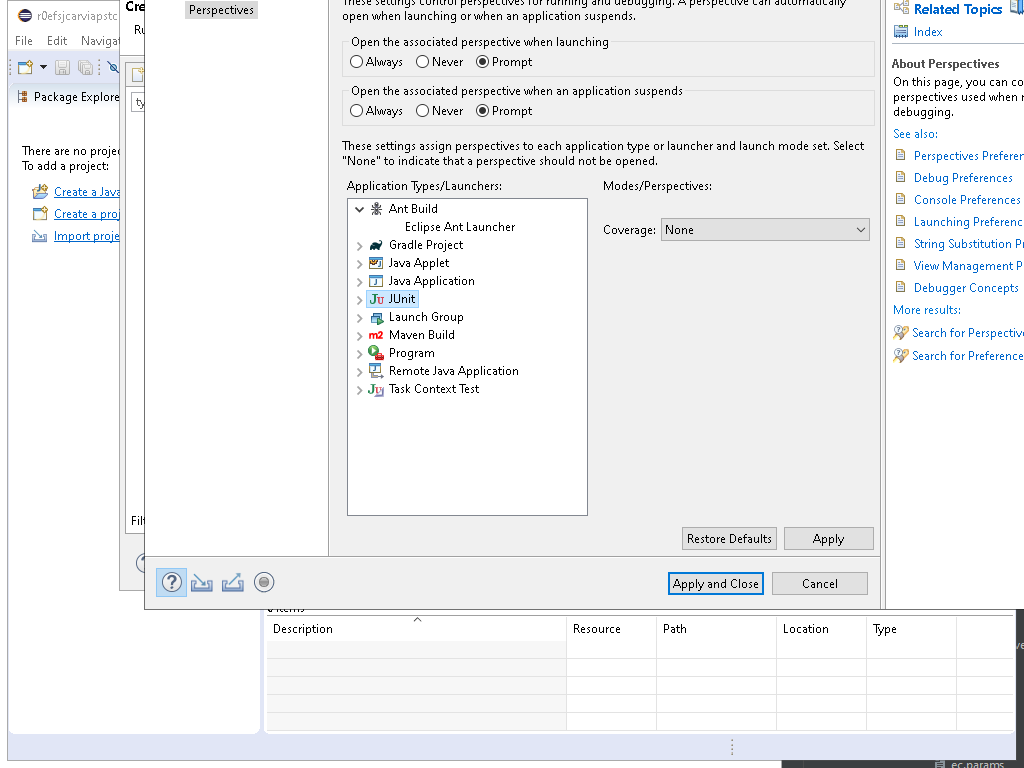 r0efsjcarviapstc
Cre
Perspectives
These settings control perspectives for running and debugging. A perspective can automatically
open when launching or when an application suspends.
Related Topics
File Edit Navigat
Ru
Index
Open the associated perspective when launching
Always Never Prompt
About Perspectives
On this page, you can co
perspectives used when r
debugging.
Package Explore
ty
Open the associated perspective when an application suspends
Always Never Prompt
See also:
There are no projec
To add a project:
These settings assign perspectives to each application type or launcher and launch mode set. Select
"None" to indicate that a perspective should not be opened.
Perspectives Preferen
Debug Preferences
Console Preferences
Launching Preferenc
String Substitution P
View Management P
Debugger Concepts
More results:
Search for Perspective
Search for Preference
Create a Java
Create a proj
Import proje
Application Types/Launchers:
Modes/Perspectives:
Ant Build
Eclipse Ant Launcher
Gradle Project
Java Applet
Java Application
JUnit
Launch Group
Maven Build
Program
Remote Java Application
Task Context Test
Coverage: None
Filt
Restore Defaults Apply
Apply and Close Cancel
0 items
Description Resource Path Location Type
ec.params